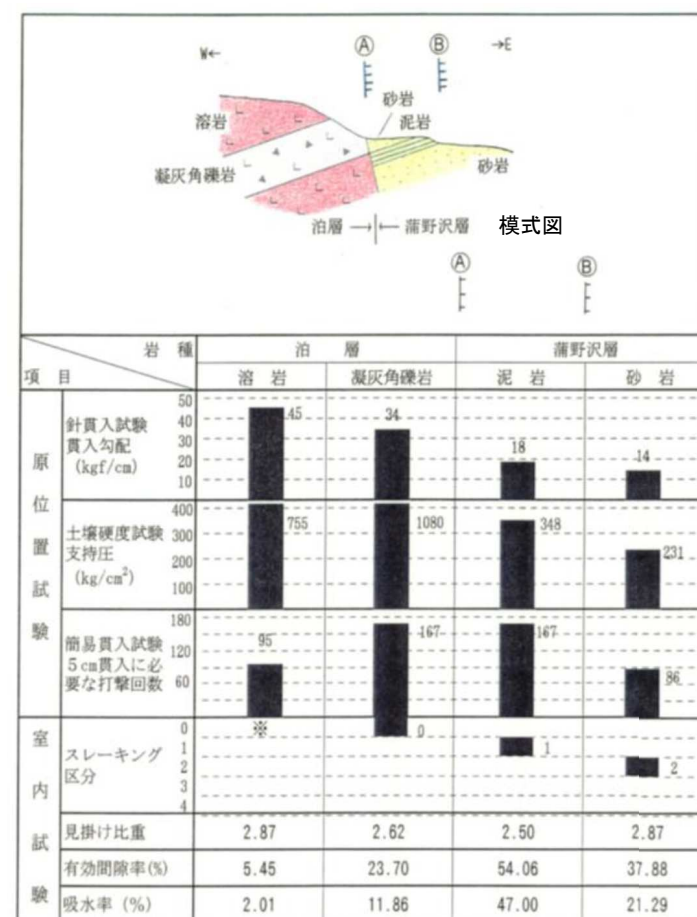 W← Ⓐ Ⓑ →E
砂岩
溶岩 泥岩
凝灰角礫岩 砂岩
泊層 →|← 蒲野沢層 模式図
Ⓐ Ⓑ
岩 種 泊 層 蒲野沢層
項 目 溶 岩 凝灰角礫岩 泥 岩 砂 岩
原位置試験
針貫入試験
貫入勾配
(kgf/cm)
50
40
30
20
10
45 34 18 14
土壌硬度試験
支持圧
(kg/cm²)
400
300
200
100
755 1080 348 231
簡易貫入試験
5cm貫入に必
要な打撃回数
180
120
60
95 167 167 86
室内試験
スレーキング
区分
0
1
2
3
4
※ 0 1 2
見掛け比重 2.87 2.62 2.50 2.87
有効間隙率(%) 5.45 23.70 54.06 37.88
吸水率 (%) 2.01 11.86 47.00 21.29